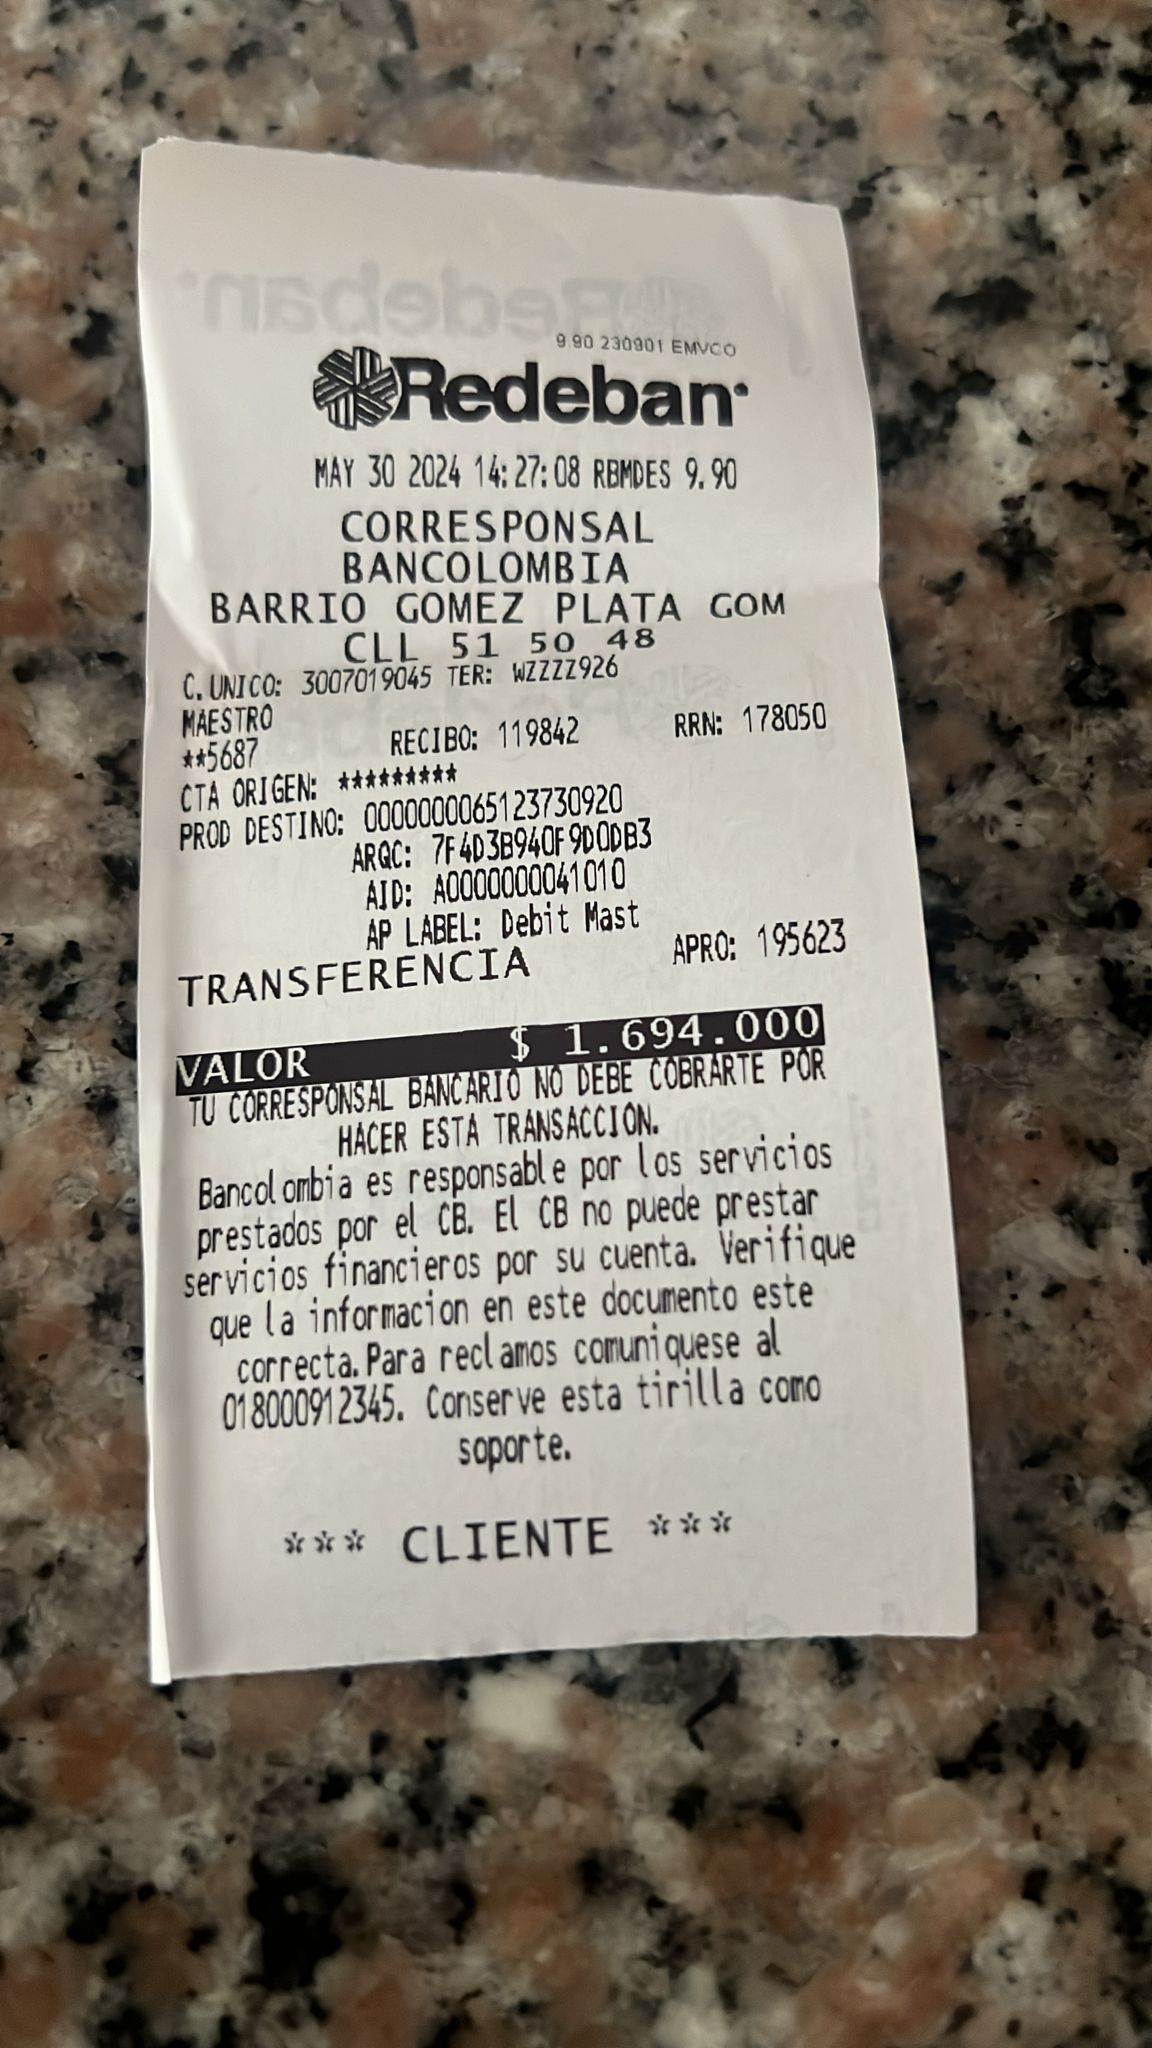 9.90 230901 EMVCO
Redeban
MAY 30 2024 14:27:08 RBMDES 9.90
CORRESPONSAL
BANCOLOMBIA
BARRIO GOMEZ PLATA GOM
CLL 51 50 48
C. UNICO: 3007019045 TER: WZZZZ926
MAESTRO
**5687 RECIBO: 119842 RRN: 178050
CTA ORIGEN: *********
PROD DESTINO: 0000000065123730920
ARQC: 7F4D3B940F9D0DB3
AID: A0000000041010
AP LABEL: Debit Mast
TRANSFERENCIA APRO: 195623
VALOR $ 1.694.000
TU CORRESPONSAL BANCARIO NO DEBE COBRARTE POR
HACER ESTA TRANSACCION.
Bancolombia es responsable por los servicios
prestados por el CB. El CB no puede prestar
servicios financieros por su cuenta. Verifique
que la informacion en este documento este
correcta. Para reclamos comuniquese al
018000912345. Conserve esta tirilla como
soporte.
*** CLIENTE ***